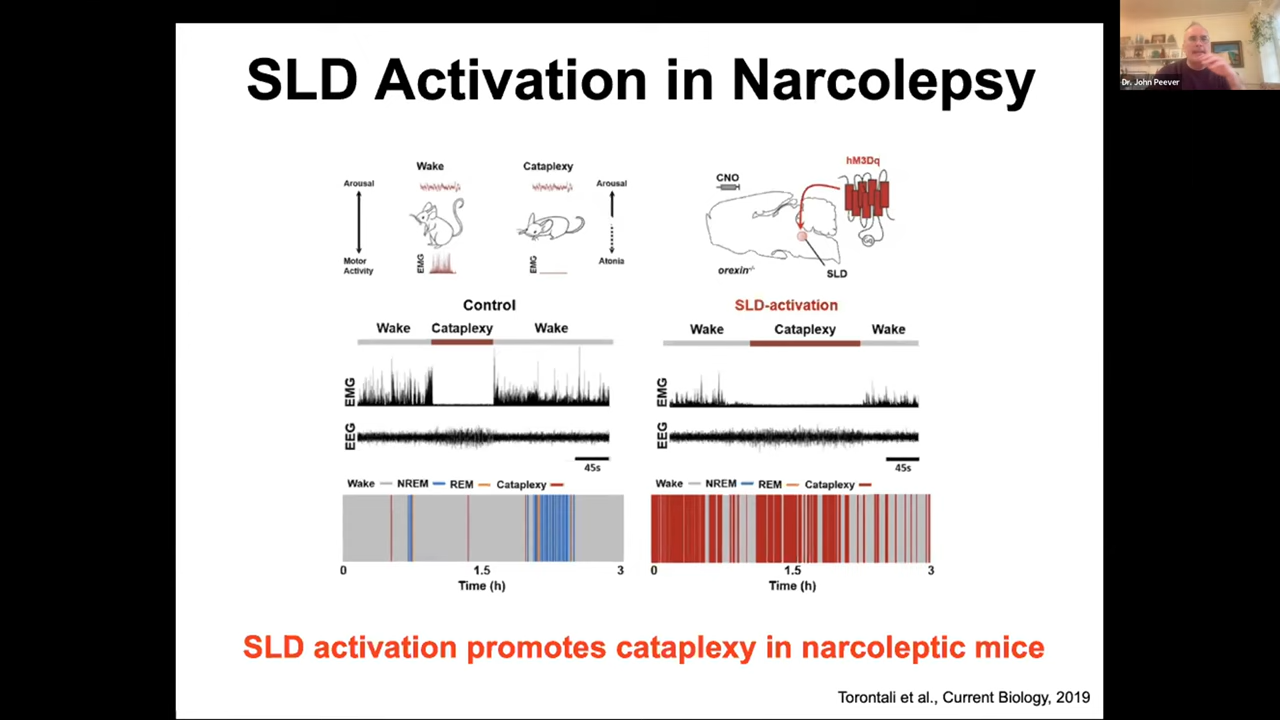 SLD Activation in Narcolepsy
Dr. John Peever
Wake
Cataplexy
Arousal
Arousal
Motor
Activity
Atonia
EMG
EMG
CNO
hM3Dq
orexin-/-
SLD
Control
Wake Cataplexy Wake
EMG
EEG
45s
Wake NREM REM Cataplexy
0 1.5 3
Time (h)
SLD-activation
Wake Cataplexy Wake
EMG
EEG
45s
Wake NREM REM Cataplexy
0 1.5 3
Time (h)
SLD activation promotes cataplexy in narcoleptic mice
Torontali et al., Current Biology, 2019